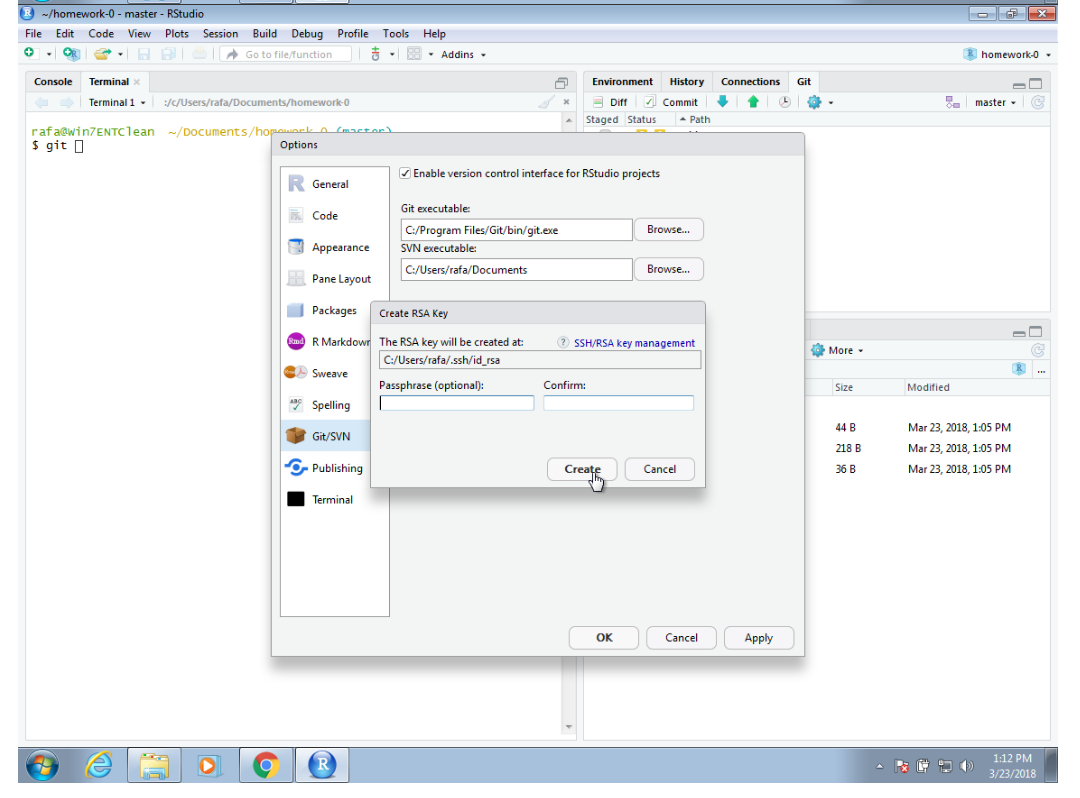 ~/homework-0 - master - RStudio
File Edit Code View Plots Session Build Debug Profile Tools Help
Go to file/function Addins homework-0
Console Terminal
Terminal 1 :/c/Users/rafa/Documents/homework-0
rafa@Win7ENTClean ~/Documents/homework-0 (master)
$ git
Environment History Connections Git
Diff Commit master
Staged Status Path
Options
General
Code
Appearance
Pane Layout
Packages
R Markdown
Sweave
Spelling
Git/SVN
Publishing
Terminal
Enable version control interface for RStudio projects
Git executable:
C:/Program Files/Git/bin/git.exe Browse...
SVN executable:
C:/Users/rafa/Documents Browse...
Create RSA Key
The RSA key will be created at: SSH/RSA key management
C:/Users/rafa/.ssh/id_rsa
Passphrase (optional): Confirm:
Create Cancel
OK Cancel Apply
More
...
Size Modified
44 B Mar 23, 2018, 1:05 PM
218 B Mar 23, 2018, 1:05 PM
36 B Mar 23, 2018, 1:05 PM
1:12 PM
3/23/2018